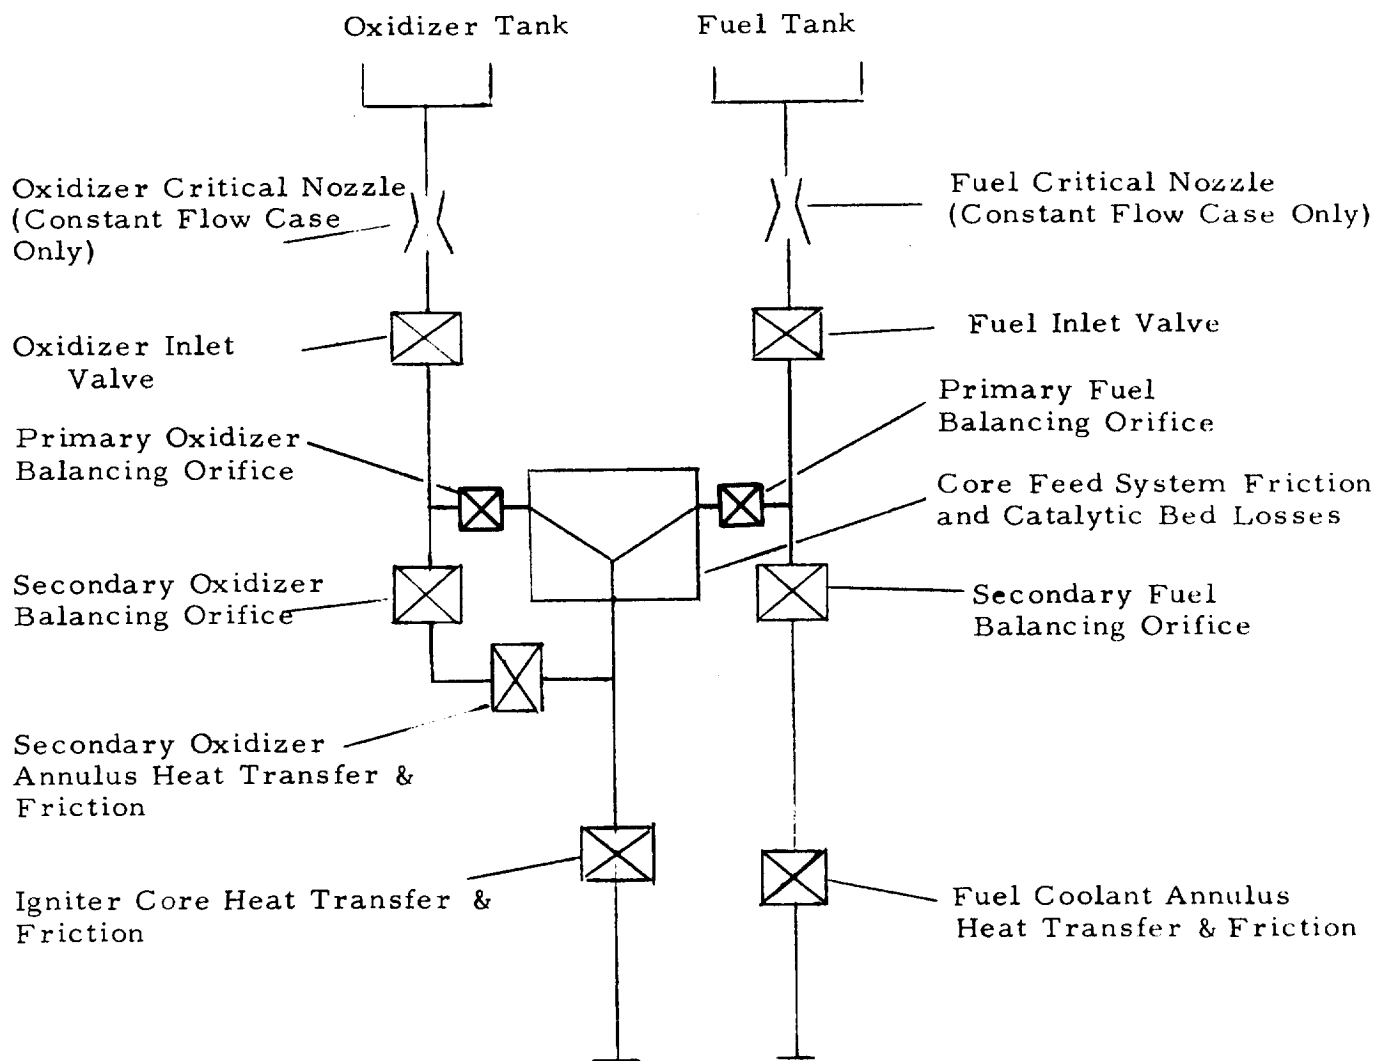 Oxidizer Tank
Fuel Tank
Oxidizer Critical Nozzle
(Constant Flow Case
Only)
Fuel Critical Nozzle
(Constant Flow Case Only)
Oxidizer Inlet
Valve
Fuel Inlet Valve
Primary Oxidizer
Balancing Orifice
Primary Fuel
Balancing Orifice
Core Feed System Friction
and Catalytic Bed Losses
Secondary Oxidizer
Balancing Orifice
Secondary Fuel
Balancing Orifice
Secondary Oxidizer
Annulus Heat Transfer &
Friction
Igniter Core Heat Transfer &
Friction
Fuel Coolant Annulus
Heat Transfer & Friction